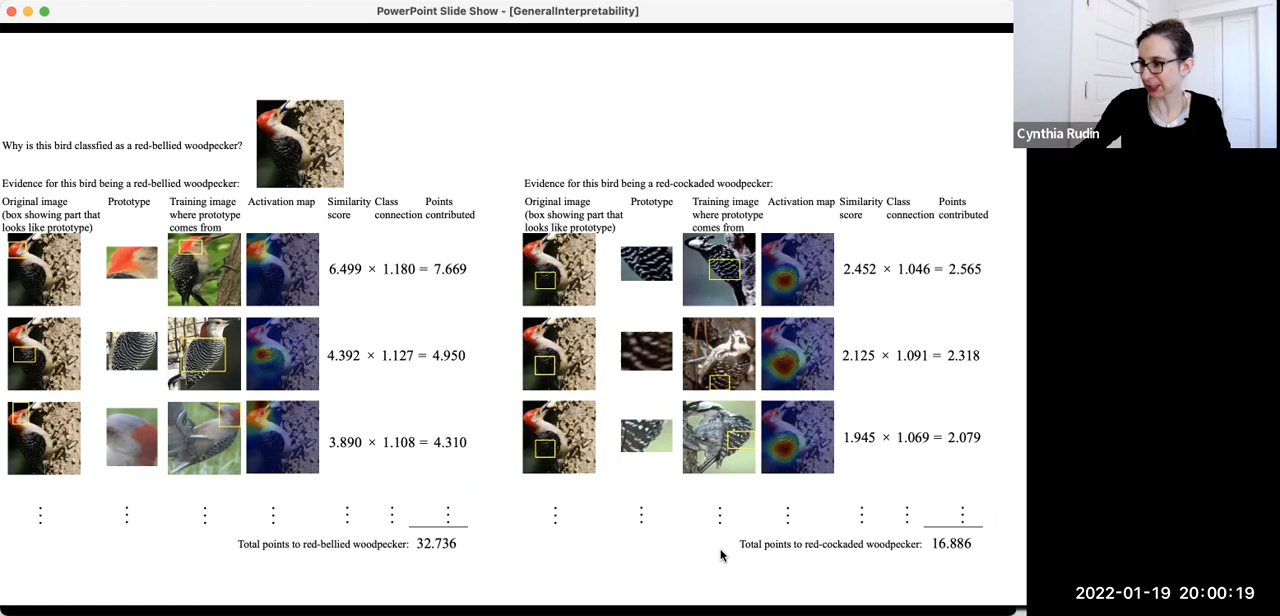 PowerPoint Slide Show - [GeneralInterpretability]
Cynthia Rudin
Why is this bird classfied as a red-bellied woodpecker?
Evidence for this bird being a red-bellied woodpecker:
Original image
(box showing part that
looks like prototype)
Prototype
Training image
where prototype
comes from
Activation map
Similarity
score
Class
connection
Points
contributed
6.499 × 1.180 = 7.669
4.392 × 1.127 = 4.950
3.890 × 1.108 = 4.310
Total points to red-bellied woodpecker: 32.736
Evidence for this bird being a red-cockaded woodpecker:
Original image
(box showing part that
looks like prototype)
Prototype
Training image
where prototype
comes from
Activation map
Similarity
score
Class
connection
Points
contributed
2.452 × 1.046 = 2.565
2.125 × 1.091 = 2.318
1.945 × 1.069 = 2.079
Total points to red-cockaded woodpecker: 16.886
2022-01-19 20:00:19